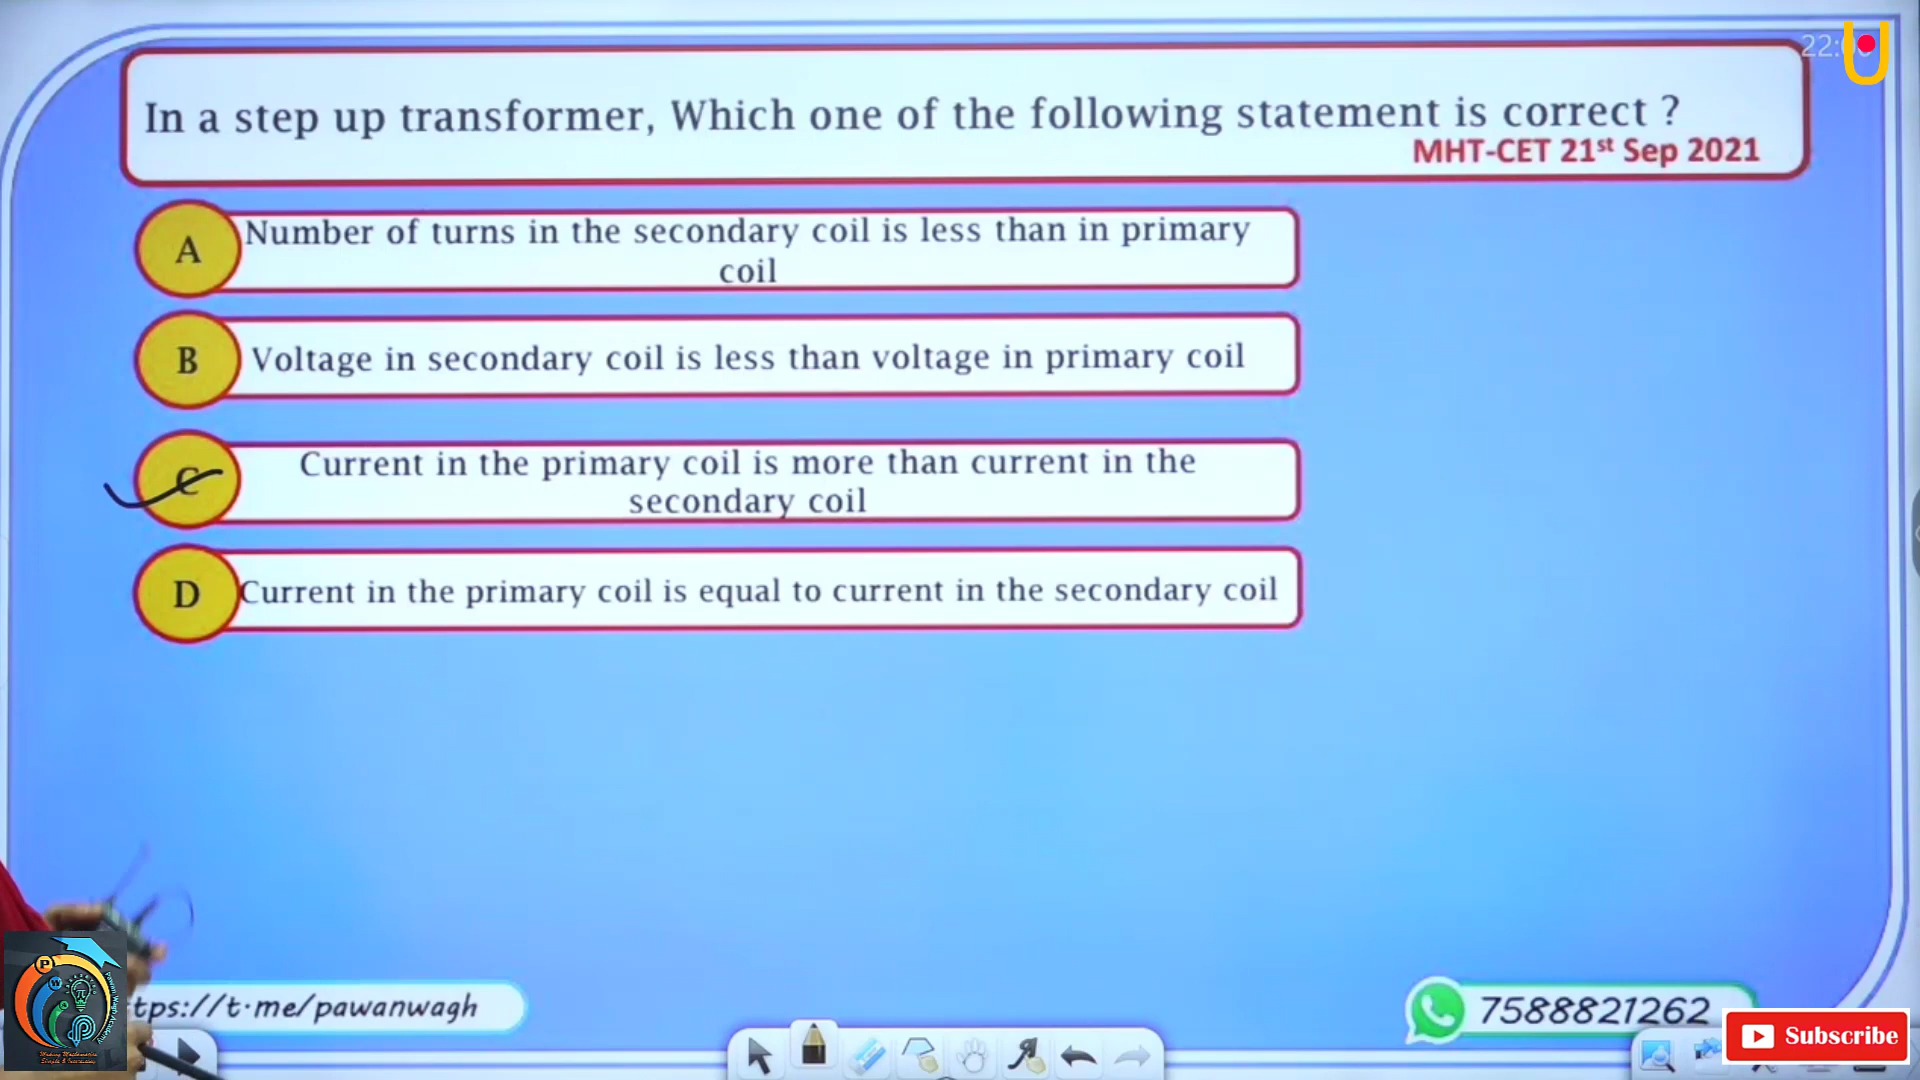 In a step up transformer, Which one of the following statement is correct ?
MHT-CET 21st Sep 2021
A
Number of turns in the secondary coil is less than in primary
coil
B
Voltage in secondary coil is less than voltage in primary coil
C
Current in the primary coil is more than current in the
secondary coil
D
Current in the primary coil is equal to current in the secondary coil
tps://t.me/pawanwagh
7588821262
Subscribe